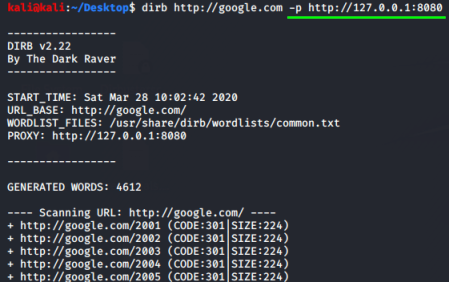 kali@kali:~/Desktop$ dirb http://google.com -p http://127.0.0.1:8080
-----------------
DIRB v2.22
By The Dark Raver
-----------------
START_TIME: Sat Mar 28 10:02:42 2020
URL_BASE: http://google.com/
WORDLIST_FILES: /usr/share/dirb/wordlists/common.txt
PROXY: http://127.0.0.1:8080
-----------------
GENERATED WORDS: 4612
---- Scanning URL: http://google.com/ ----
+ http://google.com/2001 (CODE:301|SIZE:224)
+ http://google.com/2002 (CODE:301|SIZE:224)
+ http://google.com/2003 (CODE:301|SIZE:224)
+ http://google.com/2004 (CODE:301|SIZE:224)
+ http://google.com/2005 (CODE:301|SIZE:224)